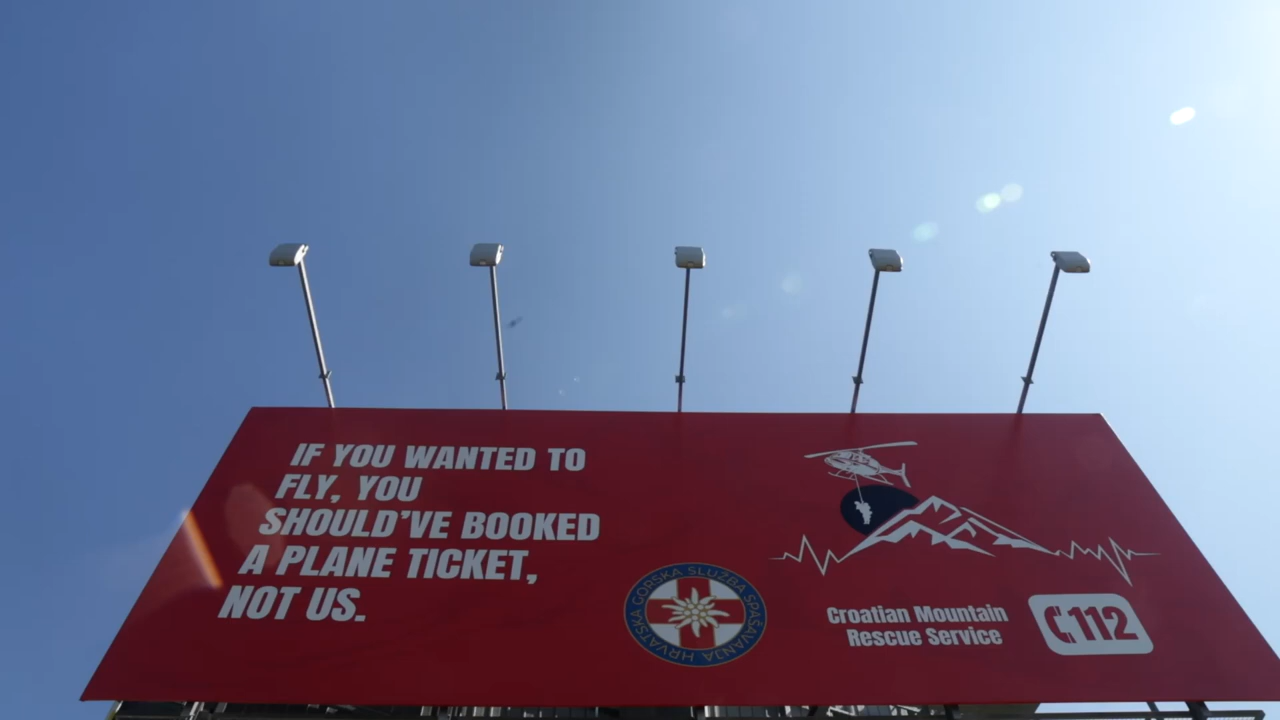 IF YOU WANTED TO
FLY, YOU
SHOULD'VE BOOKED
A PLANE TICKET,
NOT US.
HRVATSKA GORSKA SLUŽBA SPAŠAVANJA
Croatian Mountain
Rescue Service
112